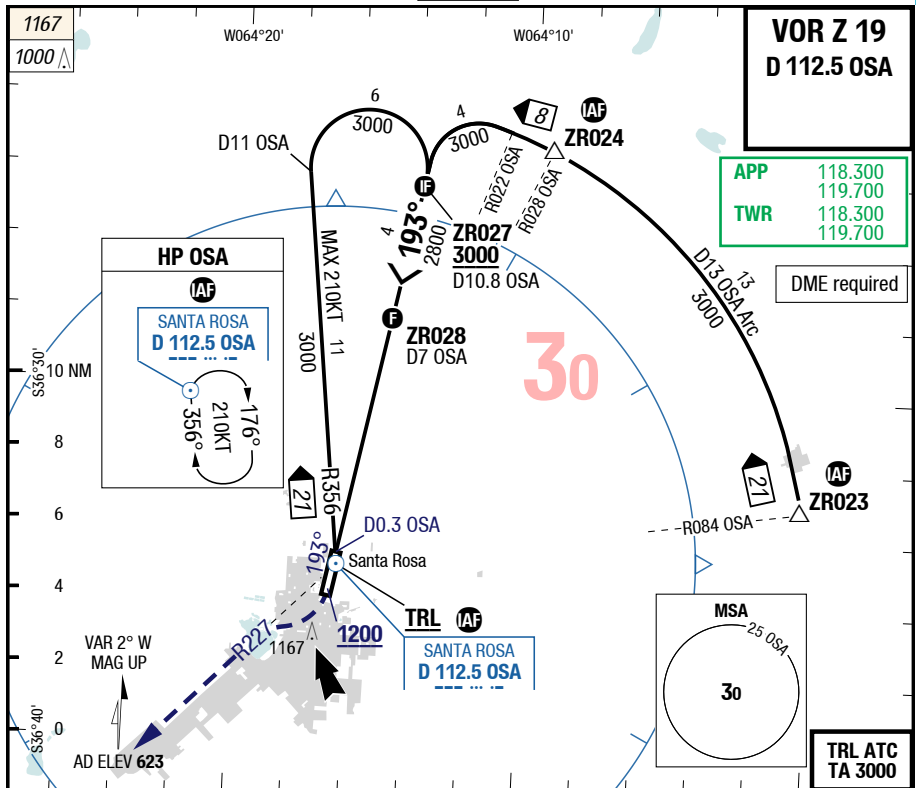 1167
1000
W064°20'
W064°10'
VOR Z 19
D 112.5 OSA
6
3000
4
3000
8
IAF
ZR024
D11 OSA
R022 OSA
R028 OSA
APP 118.300
119.700
TWR 118.300
119.700
IF
193°
4
2800
ZR027
3000
D10.8 OSA
D13 OSA Arc
13
3000
DME required
HP OSA
IAF
SANTA ROSA
D 112.5 OSA
356°
210KT
176°
MAX 210KT
11
3000
R356
F
ZR028
D7 OSA
30
S36°30'
10 NM
8
6
4
2
0
S36°40'
21
21
IAF
ZR023
R084 OSA
D0.3 OSA
193°
Santa Rosa
TRL
IAF
SANTA ROSA
D 112.5 OSA
1200
1167
R227
VAR 2° W
MAG UP
AD ELEV 623
MSA
25 OSA
30
TRL ATC
TA 3000